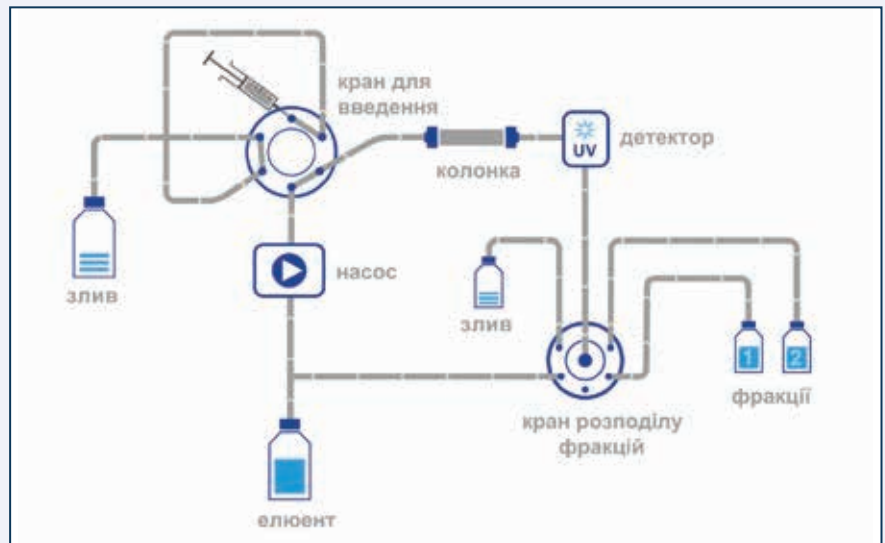 кран для
введення
UV
детектор
колонка
злив
насос
злив
1
2
фракції
кран розподілу
фракцій
елюент